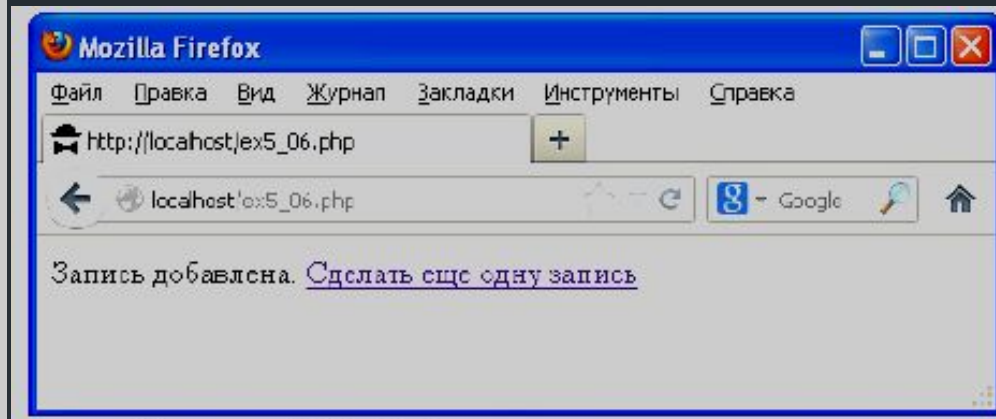 Mozilla Firefox
Файл Правка Вид Журнал Закладки Инструменты Справка
http://localhost/ex5_06.php +
localhost/ex5_06.php Google
Запись добавлена. Сделать еще одну запись